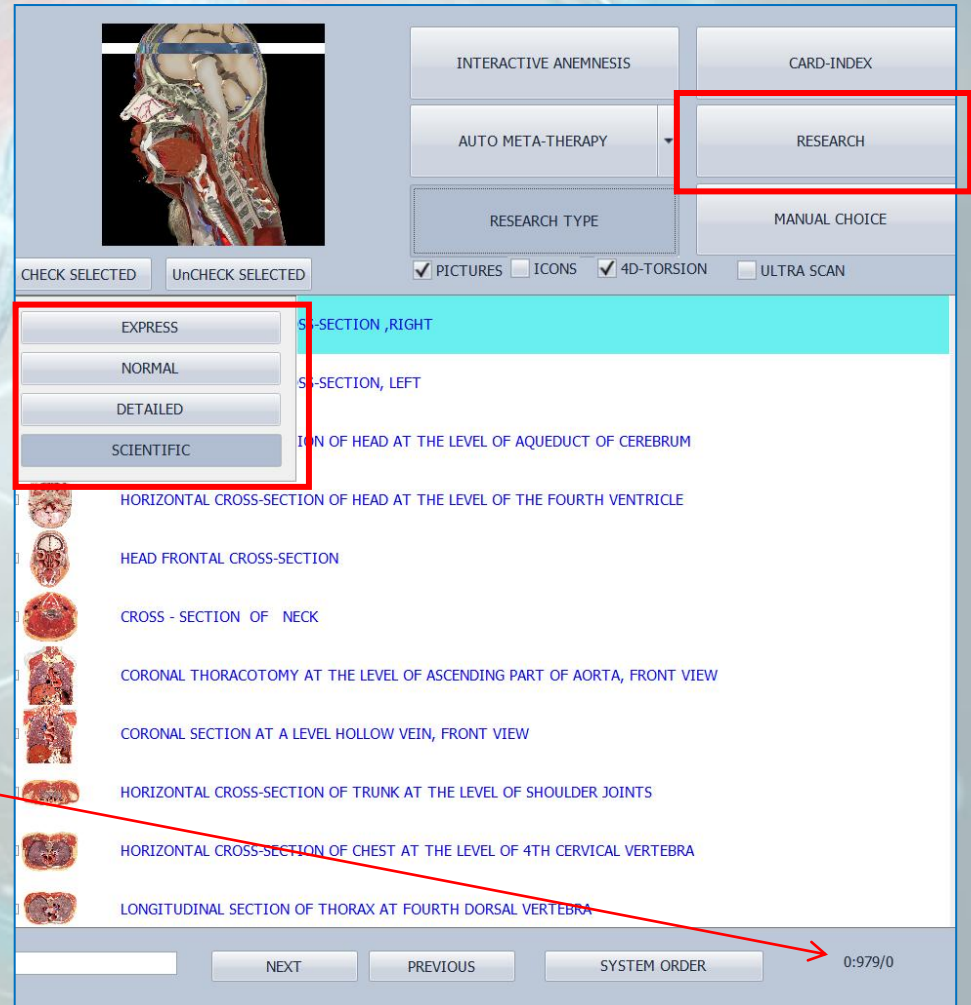 INTERACTIVE ANEMNESIS
CARD-INDEX
AUTO META-THERAPY
RESEARCH
RESEARCH TYPE
MANUAL CHOICE
CHECK SELECTED
UnCHECK SELECTED
PICTURES
ICONS
4D-TORSION
ULTRA SCAN
EXPRESS
NORMAL
DETAILED
SCIENTIFIC
SS-SECTION ,RIGHT
SS-SECTION, LEFT
ION OF HEAD AT THE LEVEL OF AQUEDUCT OF CEREBRUM
HORIZONTAL CROSS-SECTION OF HEAD AT THE LEVEL OF THE FOURTH VENTRICLE
HEAD FRONTAL CROSS-SECTION
CROSS - SECTION OF NECK
CORONAL THORACOTOMY AT THE LEVEL OF ASCENDING PART OF AORTA, FRONT VIEW
CORONAL SECTION AT A LEVEL HOLLOW VEIN, FRONT VIEW
HORIZONTAL CROSS-SECTION OF TRUNK AT THE LEVEL OF SHOULDER JOINTS
HORIZONTAL CROSS-SECTION OF CHEST AT THE LEVEL OF 4TH CERVICAL VERTEBRA
LONGITUDINAL SECTION OF THORAX AT FOURTH DORSAL VERTEBRA
NEXT
PREVIOUS
SYSTEM ORDER
0:979/0